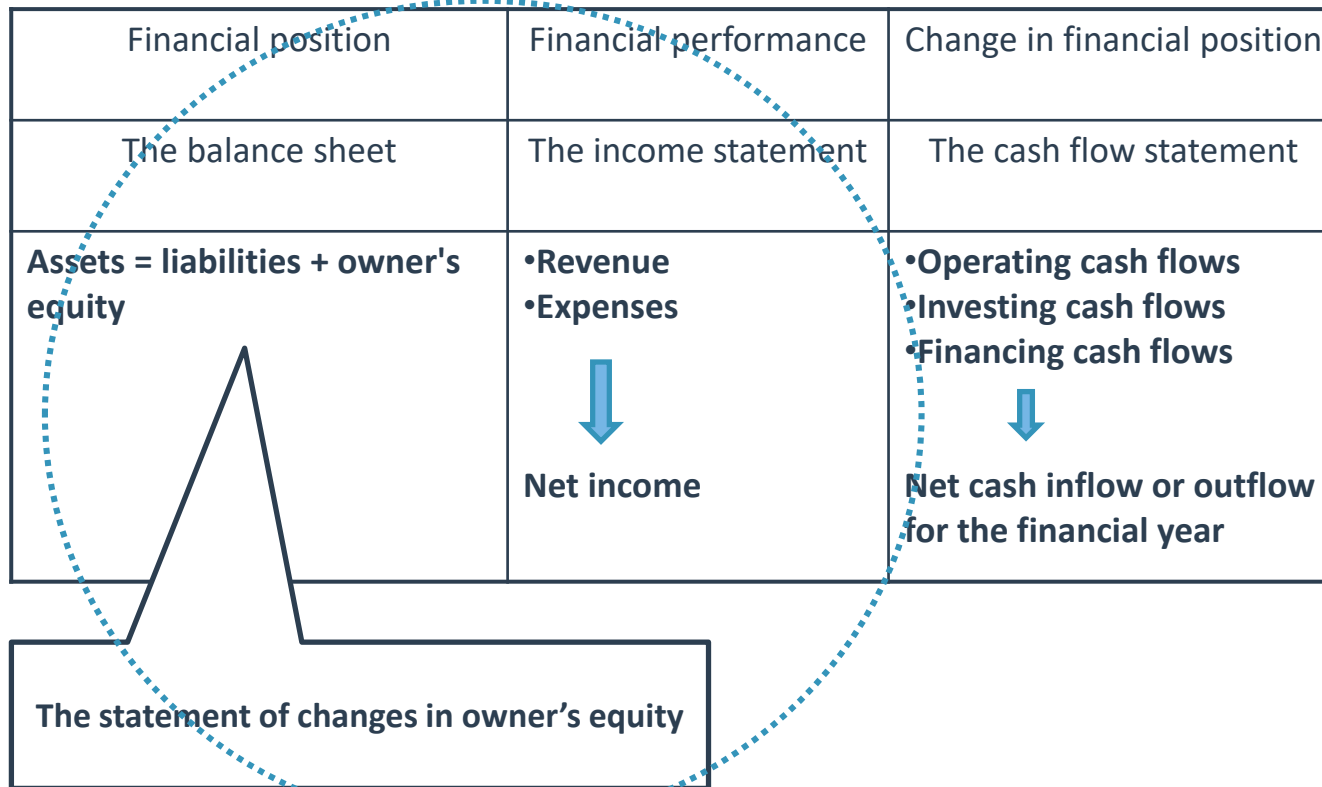 Financial position
Financial performance
Change in financial position
The balance sheet
The income statement
The cash flow statement
Assets = liabilities + owner's
equity
•Revenue
•Expenses
Net income
•Operating cash flows
•Investing cash flows
•Financing cash flows
Net cash inflow or outflow
for the financial year
The statement of changes in owner’s equity